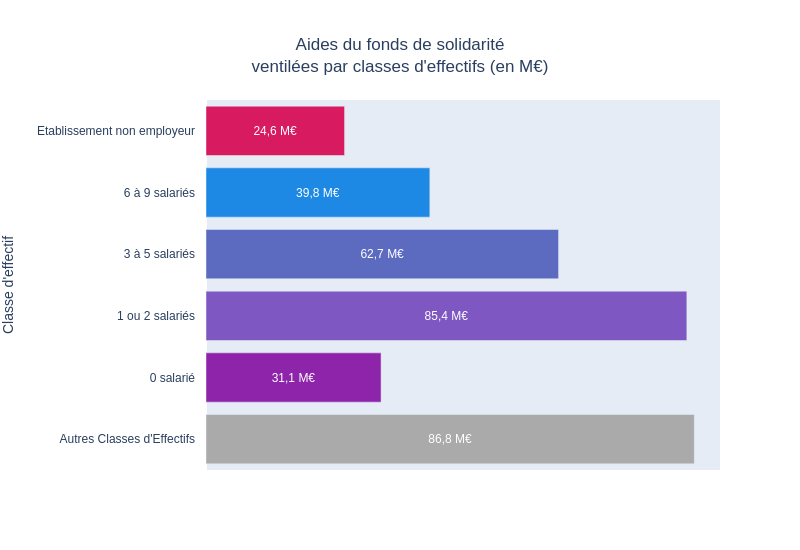 Aides du fonds de solidarité
ventilées par classes d'effectifs (en M€)
Classe d'effectif
Etablissement non employeur
24,6 M€
6 à 9 salariés
39,8 M€
3 à 5 salariés
62,7 M€
1 ou 2 salariés
85,4 M€
0 salarié
31,1 M€
Autres Classes d'Effectifs
86,8 M€